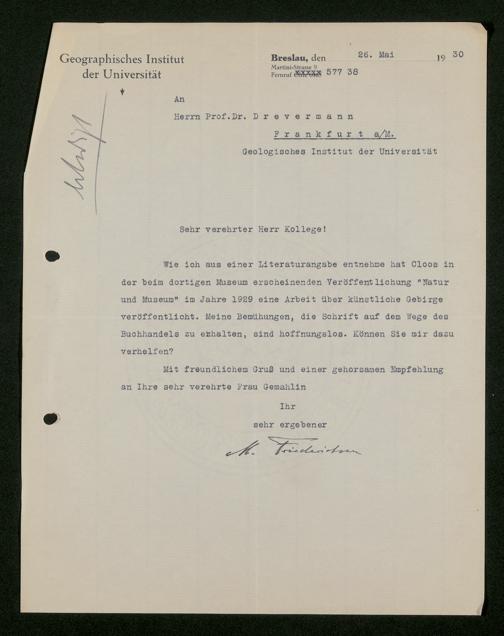 Geographisches Institut
der Universität
Breslau, den 26. Mai 1930
Martini-Strasse 9
Fernruf xxxxx 577 38
erledigt
An
Herrn Prof.Dr. D r e v e r m a n n
F r a n k f u r t a/M.
Geologisches Institut der Universität
Sehr verehrter Herr Kollege!
Wie ich aus einer Literaturangabe entnehme hat Cloos in
der beim dortigen Museum erscheinenden Veröffentlichung "Natur
und Museum" im Jahre 1929 eine Arbeit über künstliche Gebirge
veröffentlicht. Meine Bemühungen, die Schrift auf dem Wege des
Buchhandels zu erhalten, sind hoffnungslos. Können Sie mir dazu
verhelfen?
Mit freundlichem Gruß und einer gehorsamen Empfehlung
an Ihre sehr verehrte Frau Gemahlin
Ihr
sehr ergebener
M. Friederichsen